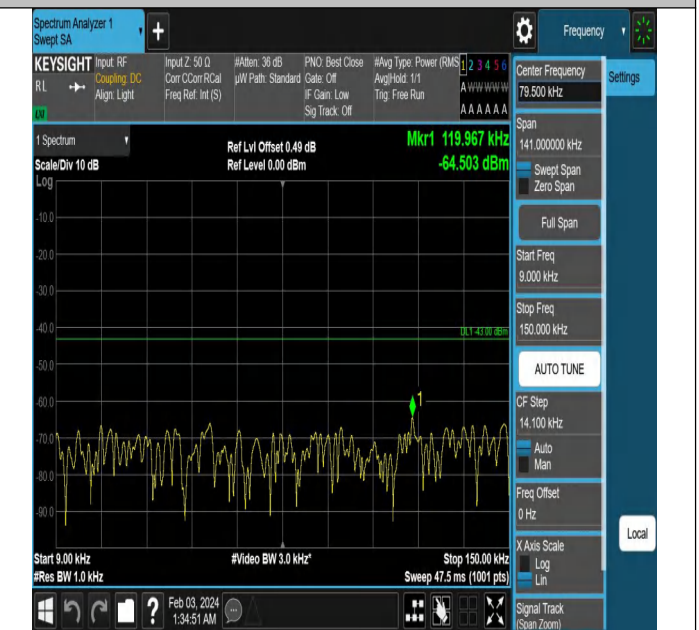 Spectrum Analyzer 1
Swept SA
+
Frequency
KEYSIGHT
RL
LNI
Input: RF
Coupling: DC
Align: Light
Input Z: 50 Ω
Corr CCorr RCal
Freq Ref: Int (S)
#Atten: 36 dB
µW Path: Standard
PNO: Best Close
Gate: Off
IF Gain: Low
Sig Track: Off
#Avg Type: Power (RMS
Avg|Hold: 1/1
Trig: Free Run
1 2 3 4 5 6
A W W W W W
A A A A A A
1 Spectrum
Scale/Div 10 dB
Ref Lvl Offset 0.49 dB
Ref Level 0.00 dBm
Mkr1 119.967 kHz
-64.503 dBm
Log
-10.0
-20.0
-30.0
-40.0
DL1 -43.00 dBm
-50.0
-60.0
1
-70.0
-80.0
-90.0
Start 9.00 kHz
#Res BW 1.0 kHz
#Video BW 3.0 kHz*
Stop 150.00 kHz
Sweep 47.5 ms (1001 pts)
Feb 03, 2024
1:34:51 AM
?
Center Frequency
79.500 kHz
Settings
Span
141.000000 kHz
Swept Span
Zero Span
Full Span
Start Freq
9.000 kHz
Stop Freq
150.000 kHz
AUTO TUNE
CF Step
14.100 kHz
Auto
Man
Freq Offset
0 Hz
Local
X Axis Scale
Log
Lin
Signal Track
(Span Zoom)